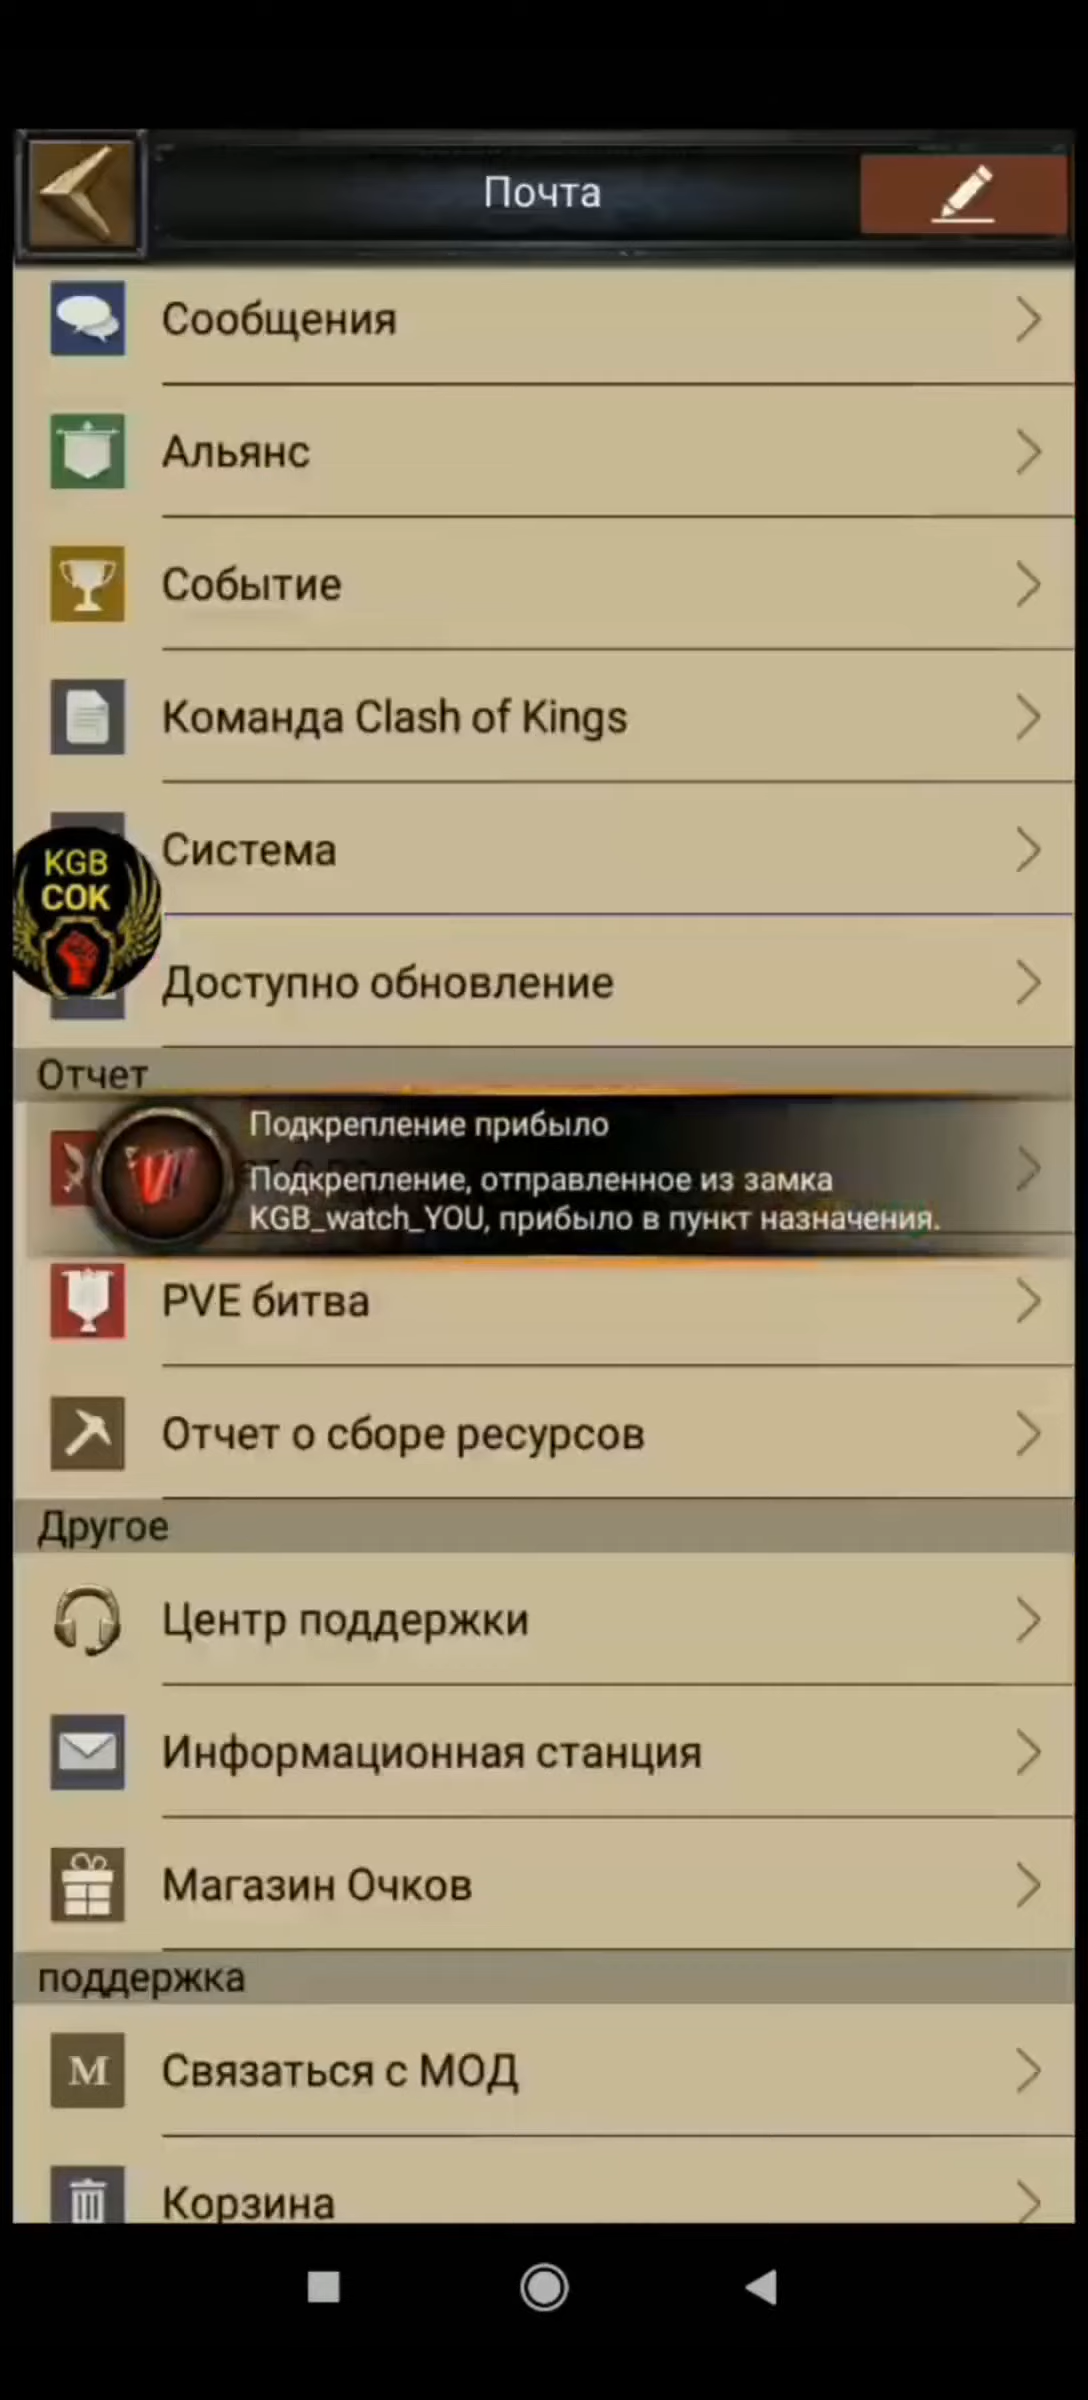 Почта
Сообщения
Альянс
Событие
Команда Clash of Kings
Система
KGB
COK
Доступно обновление
Отчет
Подкрепление прибыло
Подкрепление, отправленное из замка
KGB_watch_YOU, прибыло в пункт назначения.
PVE битва
Отчет о сборе ресурсов
Другое
Центр поддержки
Информационная станция
Магазин Очков
поддержка
M
Связаться с МОД
Корзина